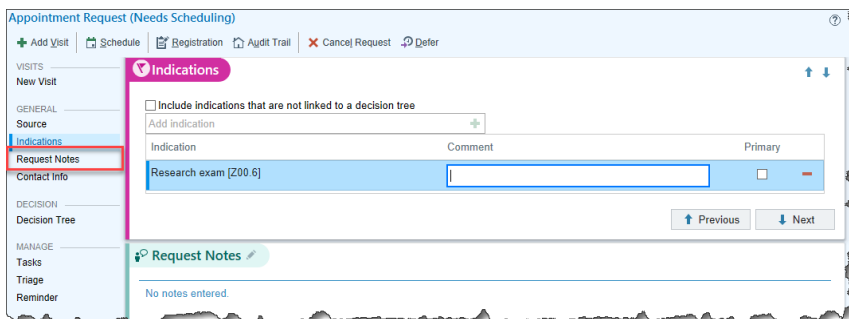 Appointment Request (Needs Scheduling)
Add Visit Schedule Registration Audit Trail Cancel Request Defer
VISITS
New Visit
GENERAL
Source
Indications
Request Notes
Contact Info
DECISION
Decision Tree
MANAGE
Tasks
Triage
Reminder
Indications
Include indications that are not linked to a decision tree
Add indication
Indication Comment Primary
Research exam [Z00.6]
Previous Next
Request Notes
No notes entered.